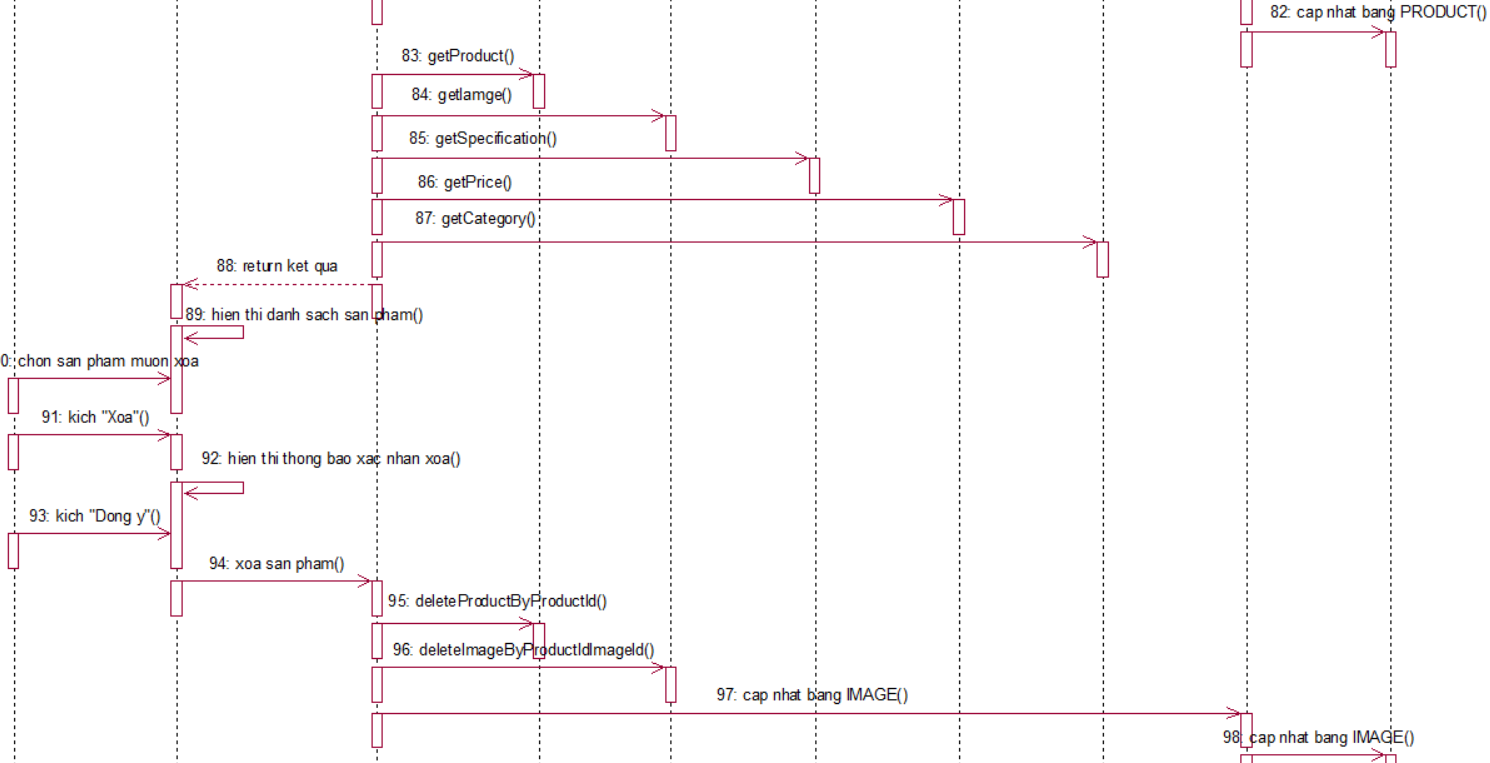 82: cap nhat bang PRODUCT()
83: getProduct()
84: getIamge()
85: getSpecification()
86: getPrice()
87: getCategory()
88: return ket qua
89: hien thi danh sach san pham()
0: chon san pham muon xoa
91: kich "Xoa"()
92: hien thi thong bao xac nhan xoa()
93: kich "Dong y"()
94: xoa san pham()
95: deleteProductByProductId()
96: deleteImageByProductIdImageId()
97: cap nhat bang IMAGE()
98: cap nhat bang IMAGE()